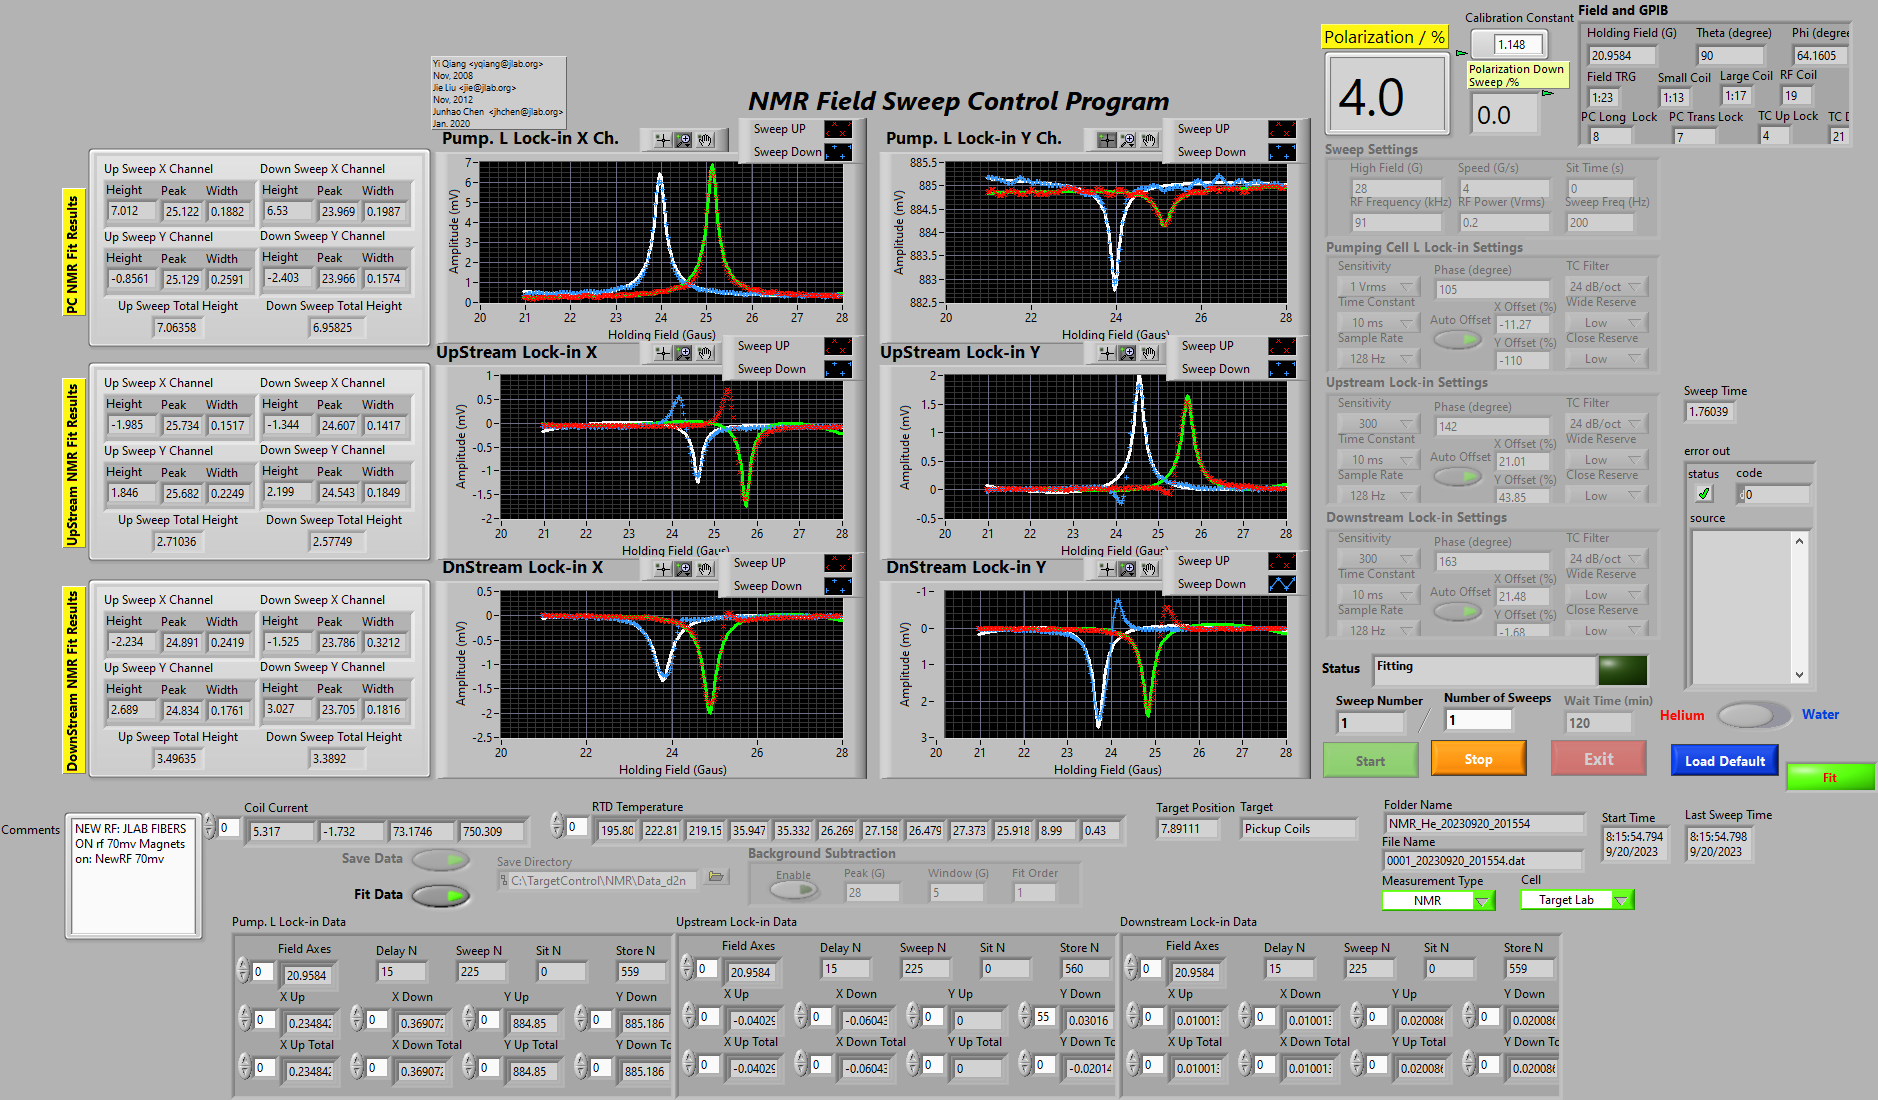 Yi Qiang <yqiang@jlab.org>
Nov, 2008
Jie Liu <jie@jlab.org>
Nov, 2012
Junhao Chen <jhchen@jlab.org>
Jan. 2020
NMR Field Sweep Control Program
Polarization / %
4.0
Calibration Constant
1.148
Polarization Down Sweep /%
0.0
Field and GPIB
Holding Field (G) Theta (degree) Phi (degree
20.9584 90 64.1605
Field TRG Small Coil Large Coil RF Coil
1:23 1:13 1:17 19
PC Long Lock PC Trans Lock TC Up Lock TC D
8 7 4 21
PC NMR Fit Results
Up Sweep X Channel Down Sweep X Channel
Height Peak Width Height Peak Width
7.012 25.122 0.1882 6.53 23.969 0.1987
Up Sweep Y Channel Down Sweep Y Channel
Height Peak Width Height Peak Width
-0.8561 25.129 0.2591 -2.403 23.966 0.1574
Up Sweep Total Height Down Sweep Total Height
7.06358 6.95825
UpStream NMR Fit Results
Up Sweep X Channel Down Sweep X Channel
Height Peak Width Height Peak Width
-1.985 25.734 0.1517 -1.344 24.607 0.1417
Up Sweep Y Channel Down Sweep Y Channel
Height Peak Width Height Peak Width
1.846 25.682 0.2249 2.199 24.543 0.1849
Up Sweep Total Height Down Sweep Total Height
2.71036 2.57749
DownStream NMR Fit Results
Up Sweep X Channel Down Sweep X Channel
Height Peak Width Height Peak Width
-2.234 24.891 0.2419 -1.525 23.786 0.3212
Up Sweep Y Channel Down Sweep Y Channel
Height Peak Width Height Peak Width
2.689 24.834 0.1761 3.027 23.705 0.1816
Up Sweep Total Height Down Sweep Total Height
3.49635 3.3892
Pump. L Lock-in X Ch.
Sweep UP
Sweep Down
Amplitude (mV)
7
6
5
4
3
2
1
0
20 21 22 23 24 25 26 27 28
Holding Field (Gaus)
Pump. L Lock-in Y Ch.
Sweep UP
Sweep Down
Amplitude (mV)
885.5
885
884.5
884
883.5
883
882.5
20 22 24 26 28
Holding Field (Gaus)
UpStream Lock-in X
Sweep UP
Sweep Down
Amplitude (mV)
1
0.5
0
-0.5
-1
-1.5
-2
20 21 22 23 24 25 26 27 28
Holding Field (Gaus)
UpStream Lock-in Y
Sweep UP
Sweep Down
Amplitude (mV)
2
1.5
1
0.5
0
-0.5
20 21 22 23 24 25 26 27 28
Holding Field (Gaus)
DnStream Lock-in X
Sweep UP
Sweep Down
Amplitude (mV)
0.5
0
-0.5
-1
-1.5
-2
-2.5
20 22 24 26 28
Holding Field (Gaus)
DnStream Lock-in Y
Sweep UP
Sweep Down
Amplitude (mV)
-1
0
1
2
3
20 21 22 23 24 25 26 27 28
Holding Field (Gaus)
Sweep Settings
High Field (G) Speed (G/s) Sit Time (s)
28 4 0
RF Frequency (kHz) RF Power (Vrms) Sweep Freq (Hz)
91 0.2 200
Pumping Cell L Lock-in Settings
Sensitivity Phase (degree) TC Filter
1 Vrms 105 24 dB/oct
Time Constant X Offset (%) Wide Reserve
10 ms Auto Offset -11.27 Low
Sample Rate Y Offset (%) Close Reserve
128 Hz -110 Low
Upstream Lock-in Settings
Sensitivity Phase (degree) TC Filter
300 142 24 dB/oct
Time Constant X Offset (%) Wide Reserve
10 ms Auto Offset 21.01 Low
Sample Rate Y Offset (%) Close Reserve
128 Hz 43.85 Low
Downstream Lock-in Settings
Sensitivity Phase (degree) TC Filter
300 163 24 dB/oct
Time Constant X Offset (%) Wide Reserve
10 ms Auto Offset 21.48 Low
Sample Rate Y Offset (%) Close Reserve
128 Hz -1.68 Low
Sweep Time
1.76039
error out
status code
0
source
Status Fitting
Sweep Number Number of Sweeps Wait Time (min)
1 / 1 120
Helium Water
Start Stop Exit Load Default
Fit
Comments
NEW RF: JLAB FIBERS
ON rf 70mv Magnets
on: NewRF 70mv
Coil Current
0 5.317 -1.732 73.1746 750.309
RTD Temperature
0 195.80 222.81 219.15 35.947 35.332 26.269 27.158 26.479 27.373 25.918 8.99 0.43
Target Position Target
7.89111 Pickup Coils
Save Data
Fit Data
Save Directory
C:\TargetControl\NMR\Data_d2n
Background Subtraction
Enable Peak (G) Window (G) Fit Order
28 5 1
Folder Name
NMR_He_20230920_201554
File Name
0001_20230920_201554.dat
Measurement Type Cell
NMR Target Lab
Start Time
8:15:54.794
9/20/2023
Last Sweep Time
8:15:54.798
9/20/2023
Pump. L Lock-in Data
Field Axes Delay N Sweep N Sit N Store N
0 20.9584 15 225 0 559
X Up X Down Y Up Y Down
0 0.234842 0 0.369072 0 884.85 0 885.186
X Up Total X Down Total Y Up Total Y Down To
0 0.234842 0 0.369072 0 884.85 0 885.186
Upstream Lock-in Data
Field Axes Delay N Sweep N Sit N Store N
0 20.9584 15 225 0 560
X Up X Down Y Up Y Down
0 -0.04029 0 -0.06043 0 0 55 0.03016
X Up Total X Down Total Y Up Total Y Down Tc
0 -0.04029 0 -0.06043 0 0 0 -0.02014
Downstream Lock-in Data
Field Axes Delay N Sweep N Sit N Store N
0 20.9584 15 225 0 559
X Up X Down Y Up Y Down
0 0.010013 0 0.010013 0 0.020086 0 0.020086
X Up Total X Down Total Y Up Total Y Down To
0 0.010013 0 0.010013 0 0.020086 0 0.020086